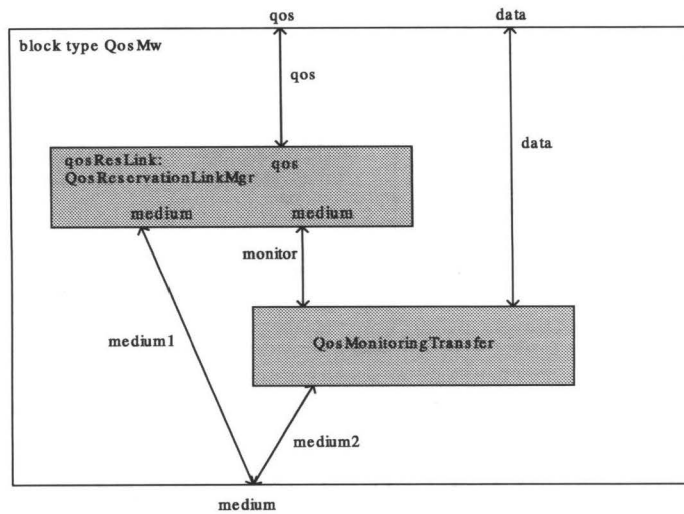 qos data
block type QosMw
qos
data
qosResLink: qos
QosReservationLinkMgr
medium medium
monitor
QosMonitoringTransfer
medium1
medium2
medium